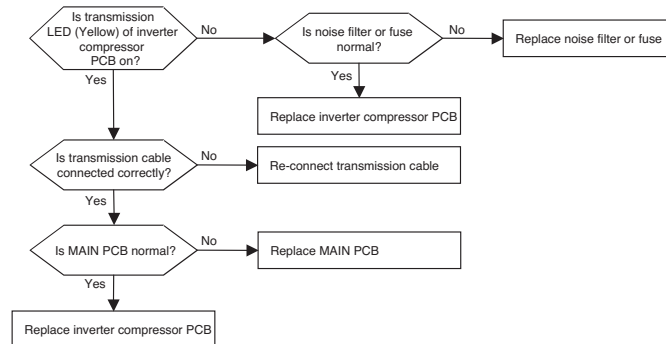 Is transmission
LED (Yellow) of inverter
compressor
PCB on?
No
Is noise filter or fuse
normal?
No
Replace noise filter or fuse
Yes
Yes
Replace inverter compressor PCB
Is transmission cable
connected correctly?
No
Re-connect transmission cable
Yes
Is MAIN PCB normal?
No
Replace MAIN PCB
Yes
Replace inverter compressor PCB